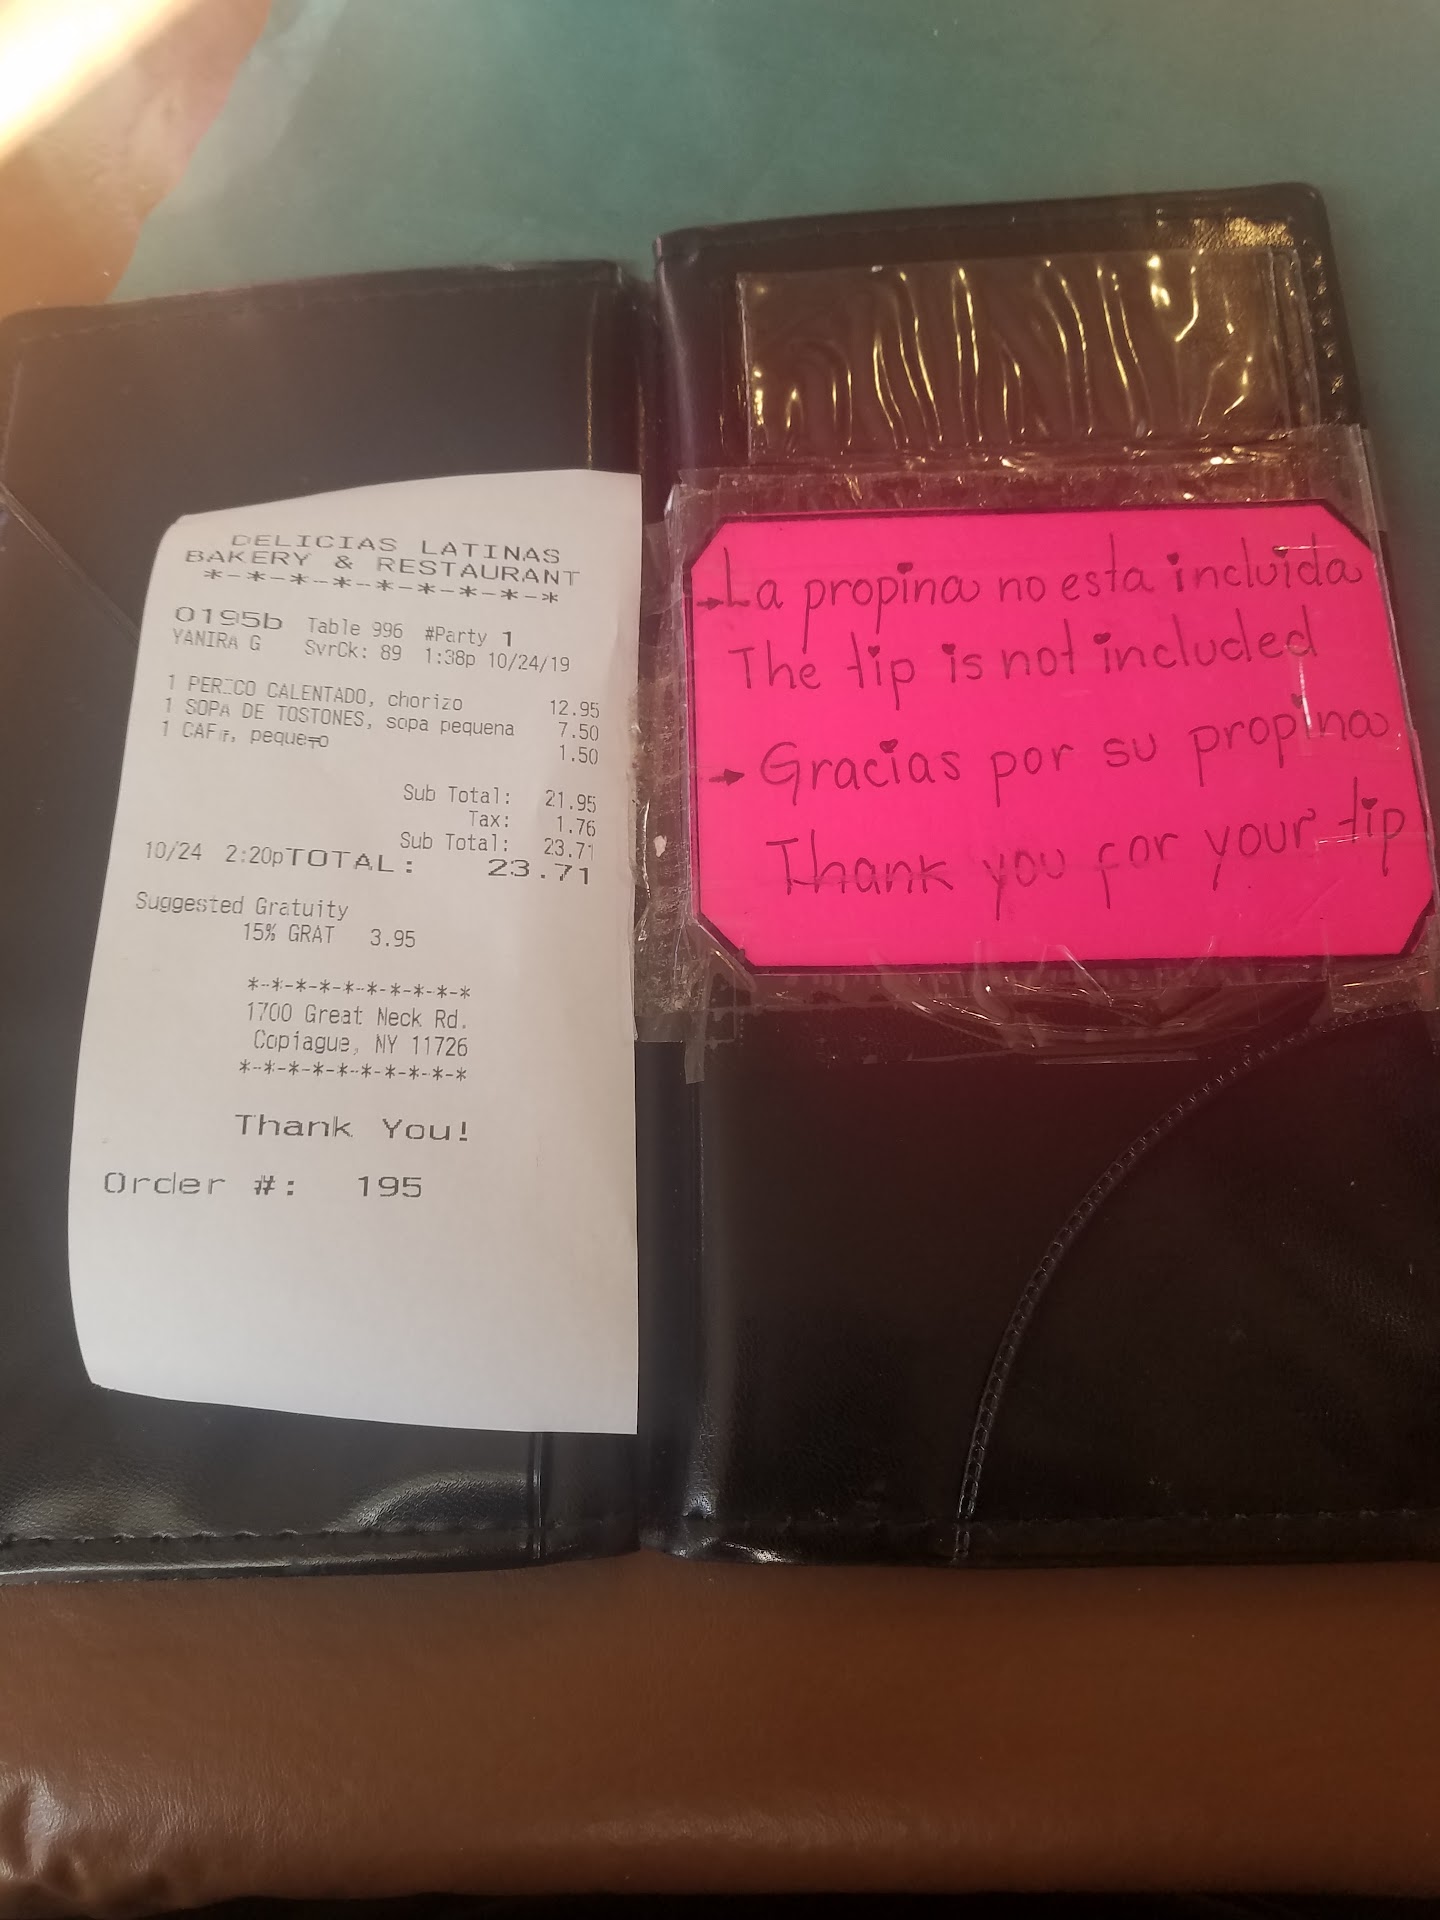 DELICIAS LATINAS
BAKERY & RESTAURANT
*-*-*-*-*-*-*-*-*
0195b Table 996 #Party 1
YANIRA G SvrCk: 89 1:38p 10/24/19
1 PERICO CALENTADO, chorizo 12.95
1 SOPA DE TOSTONES, sopa pequena 7.50
1 1.50
Sub Total: 21.95
Tax: 1.76
Sub Total: 23.71
10/24 2:20pTOTAL: 23.71
Suggested Gratuity
15% GRAT 3.95
*-*-*-*-*-*-*-*-*-*
1700 Great Neck Rd.
Copiague, NY 11726
*-*-*-*-*-*-*-*-*-*
Thank You!
Order #: 195
→La propina no esta incluida
The tip is not included
→ Gracias por su propina
Thank you for your tip